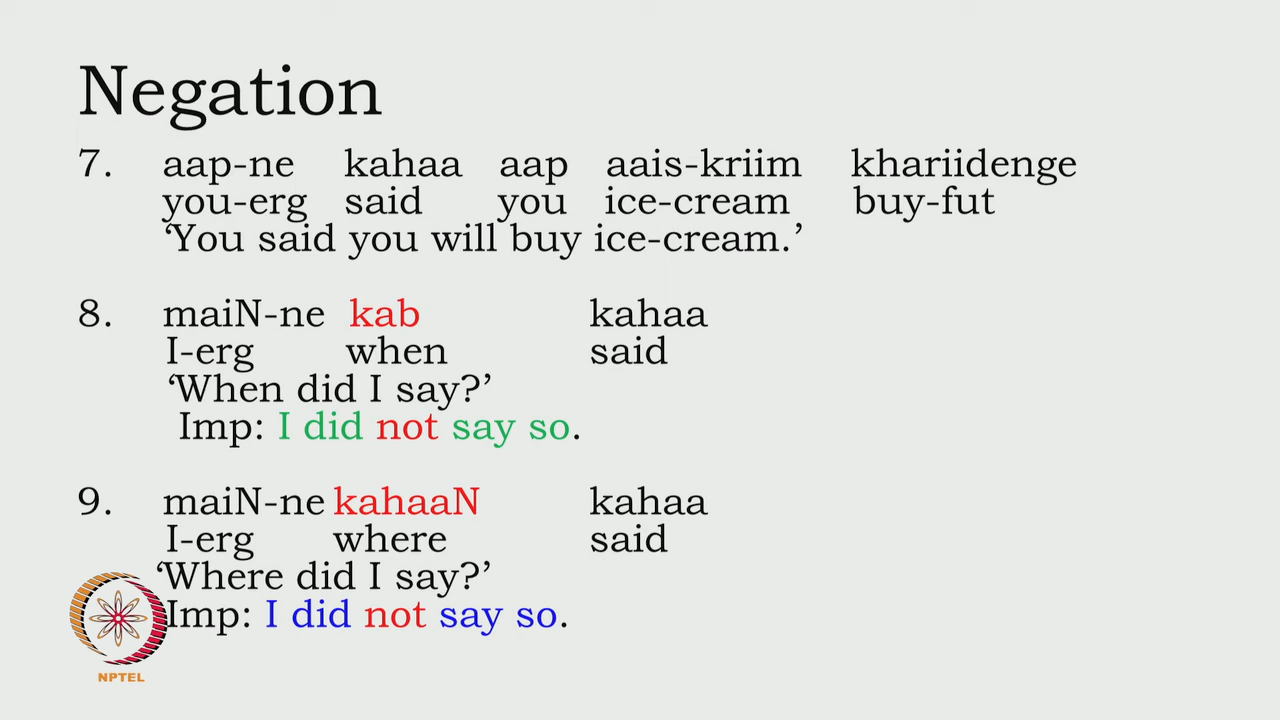 Negation
7. aap-ne kahaa aap aais-kriim khariidenge
you-erg said you ice-cream buy-fut
‘You said you will buy ice-cream.’
8. maiN-ne kab kahaa
I-erg when said
‘When did I say?’
Imp: I did not say so.
9. maiN-ne kahaaN kahaa
I-erg where said
‘Where did I say?’
Imp: I did not say so.
NPTEL